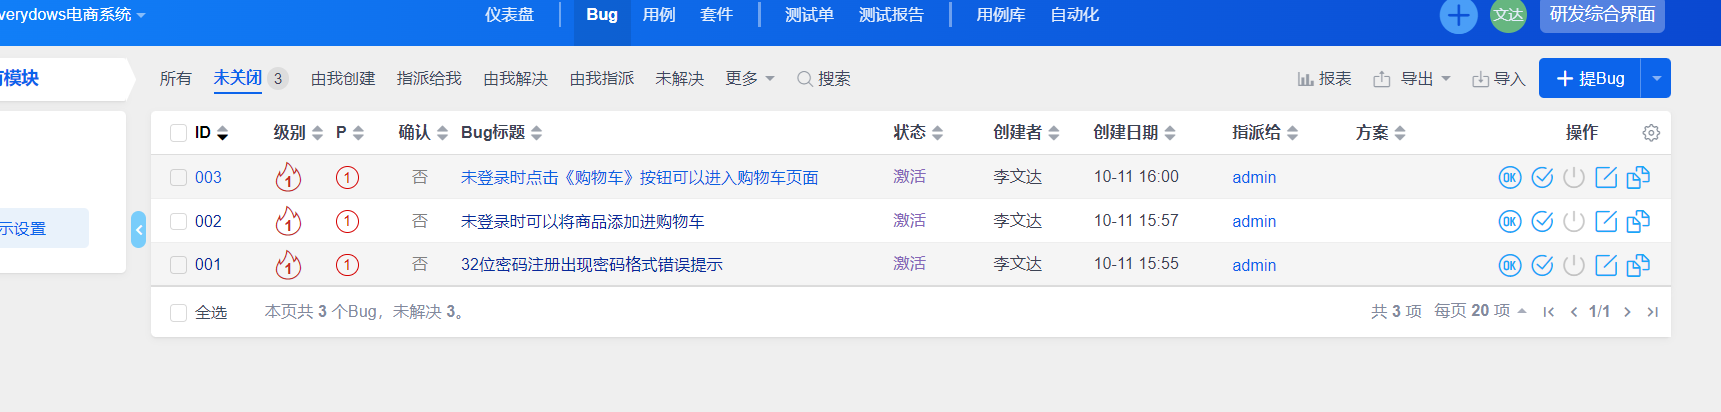 verydows电商系统 仪表盘 Bug 用例 套件 测试单 测试报告 用例库 自动化 文达 研发综合界面
模块 所有 未关闭 3 由我创建 指派给我 由我解决 由我指派 未解决 更多 搜索 报表 导出 导入 提Bug
ID 级别 P 确认 Bug标题 状态 创建者 创建日期 指派给 方案 操作
003 1 1 否 未登录时点击《购物车》按钮可以进入购物车页面 激活 李文达 10-11 16:00 admin OK
002 1 1 否 未登录时可以将商品添加进购物车 激活 李文达 10-11 15:57 admin OK
示设置
001 1 1 否 32位密码注册出现密码格式错误提示 激活 李文达 10-11 15:55 admin OK
全选 本页共 3 个Bug，未解决 3。 共 3 项 每页 20 项 1/1